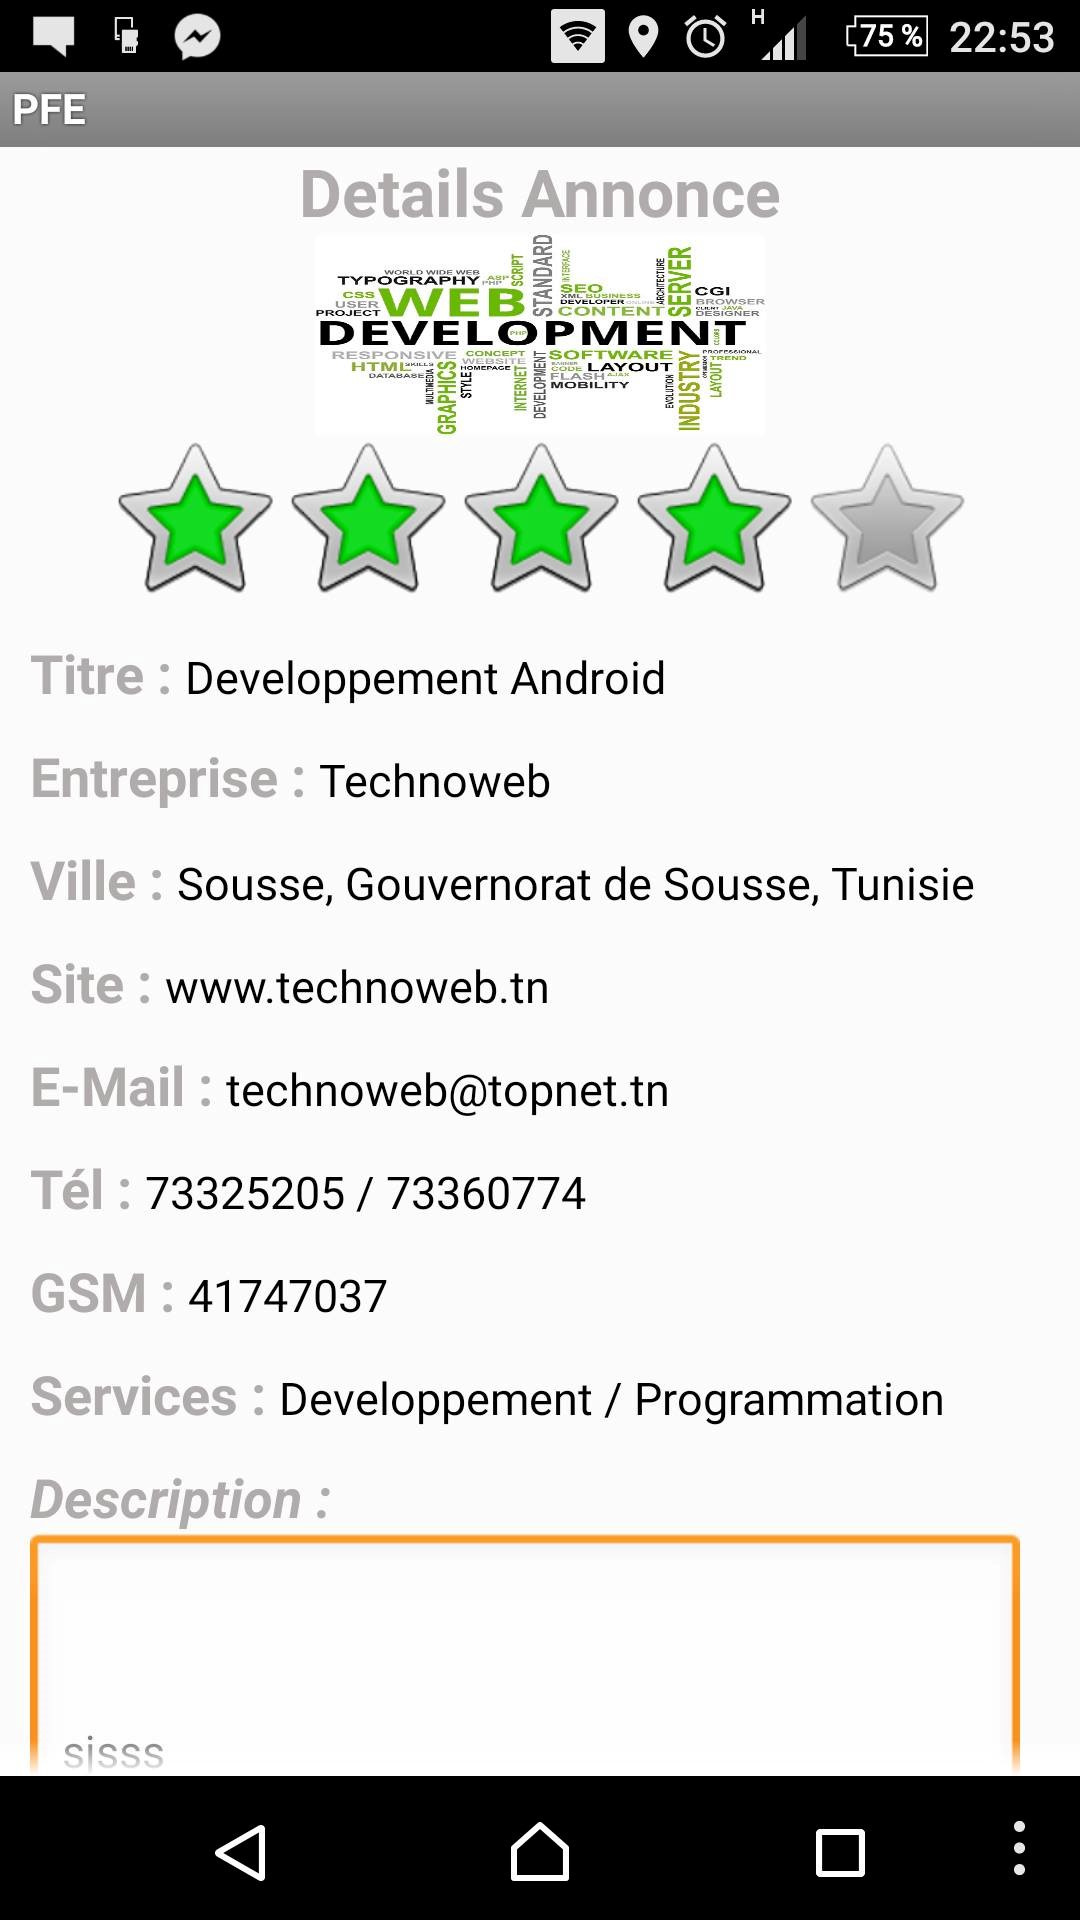 H
75 %
22:53
PFE
Details Annonce
WORLD WIDE WEB
TYPOGRAPHY
ASP
PHP
SCRIPT
STANDARD
INTERFACE
ARCHITECTURE
SERVER
CSS
USER
PROJECT
WEB
SEO
XML BUSINESS
DEVELOPER ONLINE
CONTENT
CGI
BROWSER
CLIENT JAVA
DESIGNER
DEVELOPMENT
PHP
COLORS
RESPONSIVE
HTML
SKILLS
DATABASE
MULTIMEDIA
GRAPHICS
STYLE
CONCEPT
WEBSITE
HOMEPAGE
INTERNET
DEVELOPMENT
SOFTWARE
BANNER
CODE
LAYOUT
FLASH
AJAX
MOBILITY
EVOLUTION
INDUSTRY
PROFESSIONAL
TREND
LAYOUT
Titre : Developpement Android
Entreprise : Technoweb
Ville : Sousse, Gouvernorat de Sousse, Tunisie
Site : www.technoweb.tn
E-Mail : technoweb@topnet.tn
Tél : 73325205 / 73360774
GSM : 41747037
Services : Developpement / Programmation
Description :
sisss